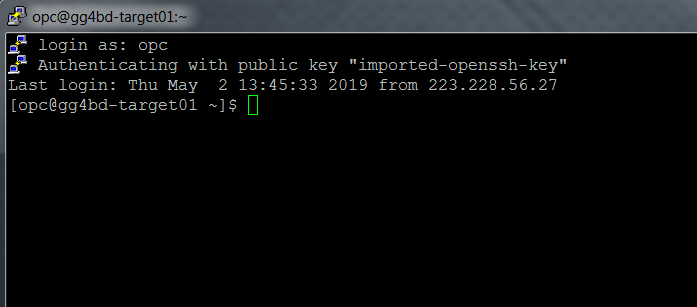 opc@gg4bd-target01:~
login as: opc
Authenticating with public key "imported-openssh-key"
Last login: Thu May  2 13:45:33 2019 from 223.228.56.27
[opc@gg4bd-target01 ~]$